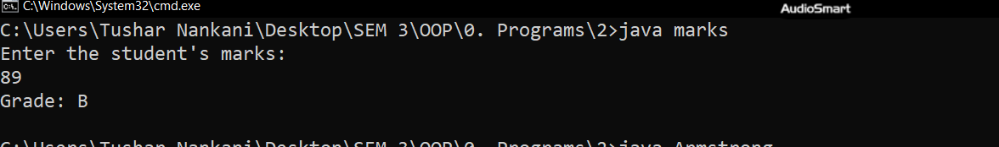 C:\Windows\System32\cmd.exe
AudioSmart
C:\Users\Tushar Nankani\Desktop\SEM 3\OOP\0. Programs\2>java marks
Enter the student's marks:
89
Grade: B
C:\Users\Tushar Nankani\Desktop\SEM 3\OOP\0. Programs\2>java Armstrong